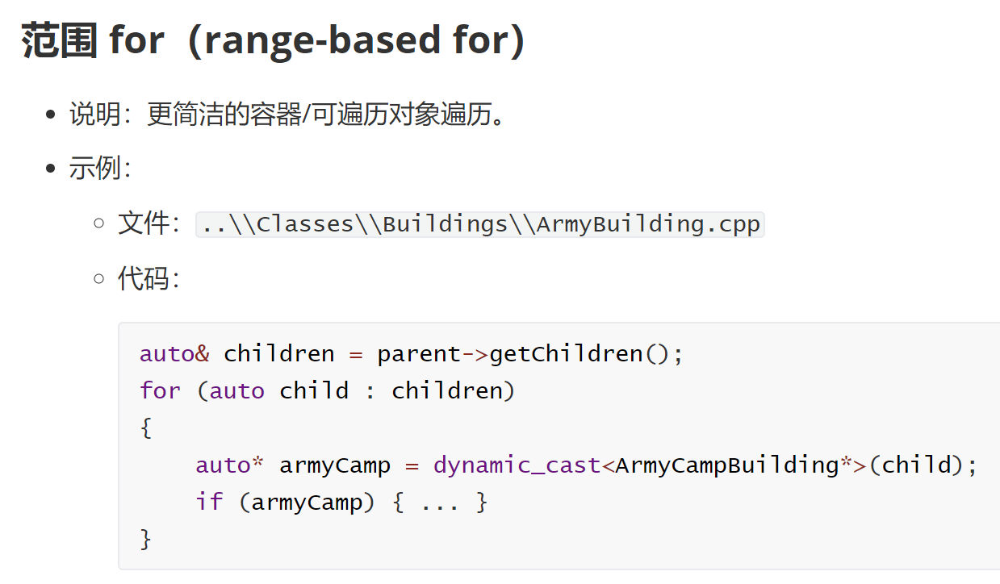 范围 for（range-based for）
说明：更简洁的容器/可遍历对象遍历。
示例：
文件：..\\Classes\\Buildings\\ArmyBuilding.cpp
代码：
auto& children = parent->getChildren();
for (auto child : children)
{
    auto* armyCamp = dynamic_cast<ArmyCampBuilding*>(child);
    if (armyCamp) { ... }
}